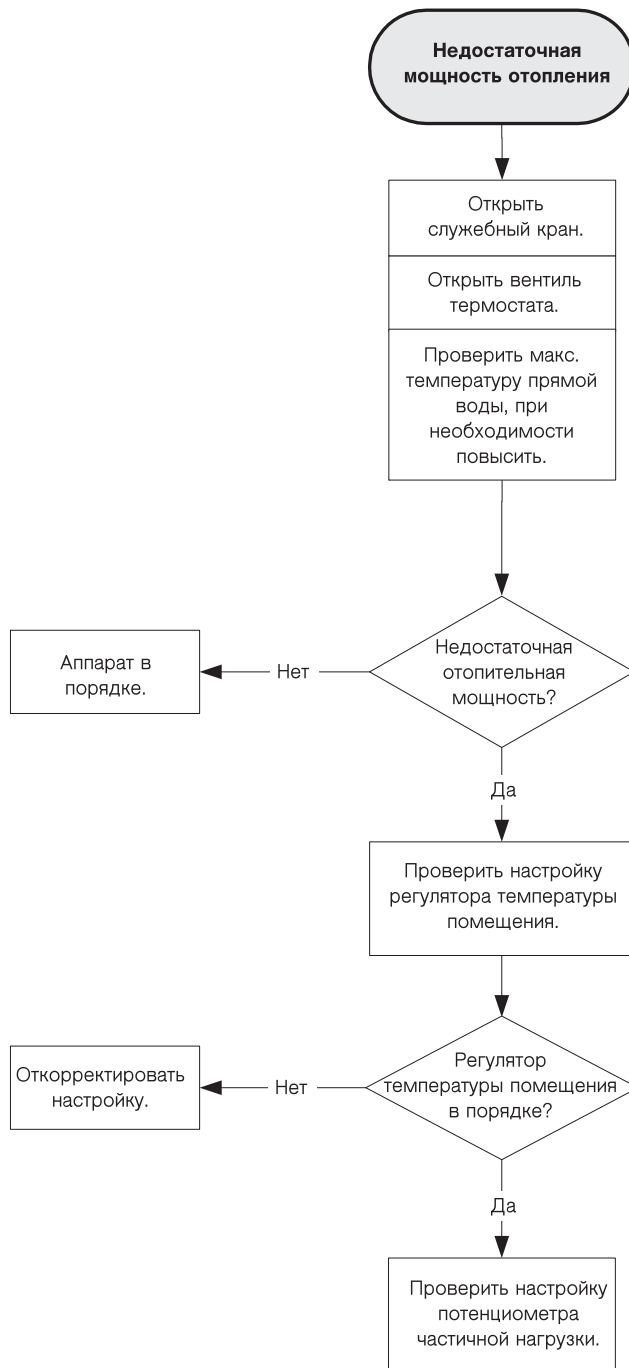 Недостаточная
мощность отопления
Открыть
служебный кран.
Открыть вентиль
термостата.
Проверить макс.
температуру прямой
воды, при
необходимости
повысить.
Недостаточная
отопительная
мощность?
Нет
Аппарат в
порядке.
Да
Проверить настройку
регулятора температуры
помещения.
Регулятор
температуры помещения
в порядке?
Нет
Откорректировать
настройку.
Да
Проверить настройку
потенциометра
частичной нагрузки.